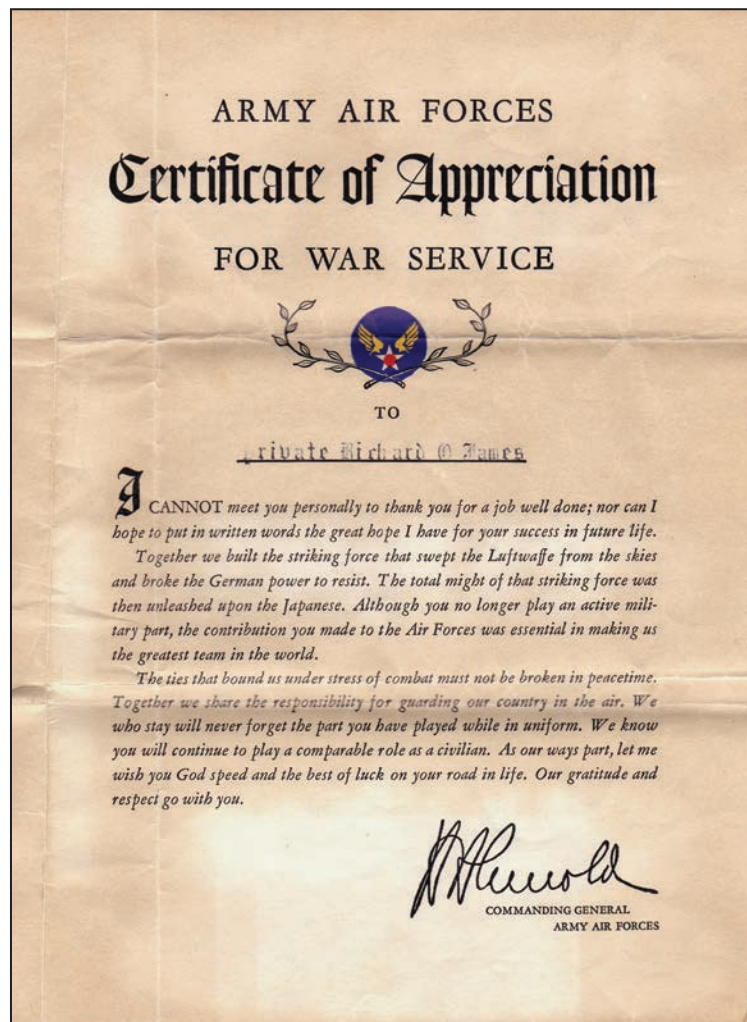 ARMY AIR FORCES
Certificate of Appreciation
FOR WAR SERVICE
TO
Private Richard O James
I CANNOT meet you personally to thank you for a job well done; nor can I
hope to put in written words the great hope I have for your success in future life.
Together we built the striking force that swept the Luftwaffe from the skies
and broke the German power to resist. The total might of that striking force was
then unleashed upon the Japanese. Although you no longer play an active mili-
tary part, the contribution you made to the Air Forces was essential in making us
the greatest team in the world.
The ties that bound us under stress of combat must not be broken in peacetime.
Together we share the responsibility for guarding our country in the air. We
who stay will never forget the part you have played while in uniform. We know
you will continue to play a comparable role as a civilian. As our ways part, let me
wish you God speed and the best of luck on your road in life. Our gratitude and
respect go with you.
H H Arnold
COMMANDING GENERAL
ARMY AIR FORCES